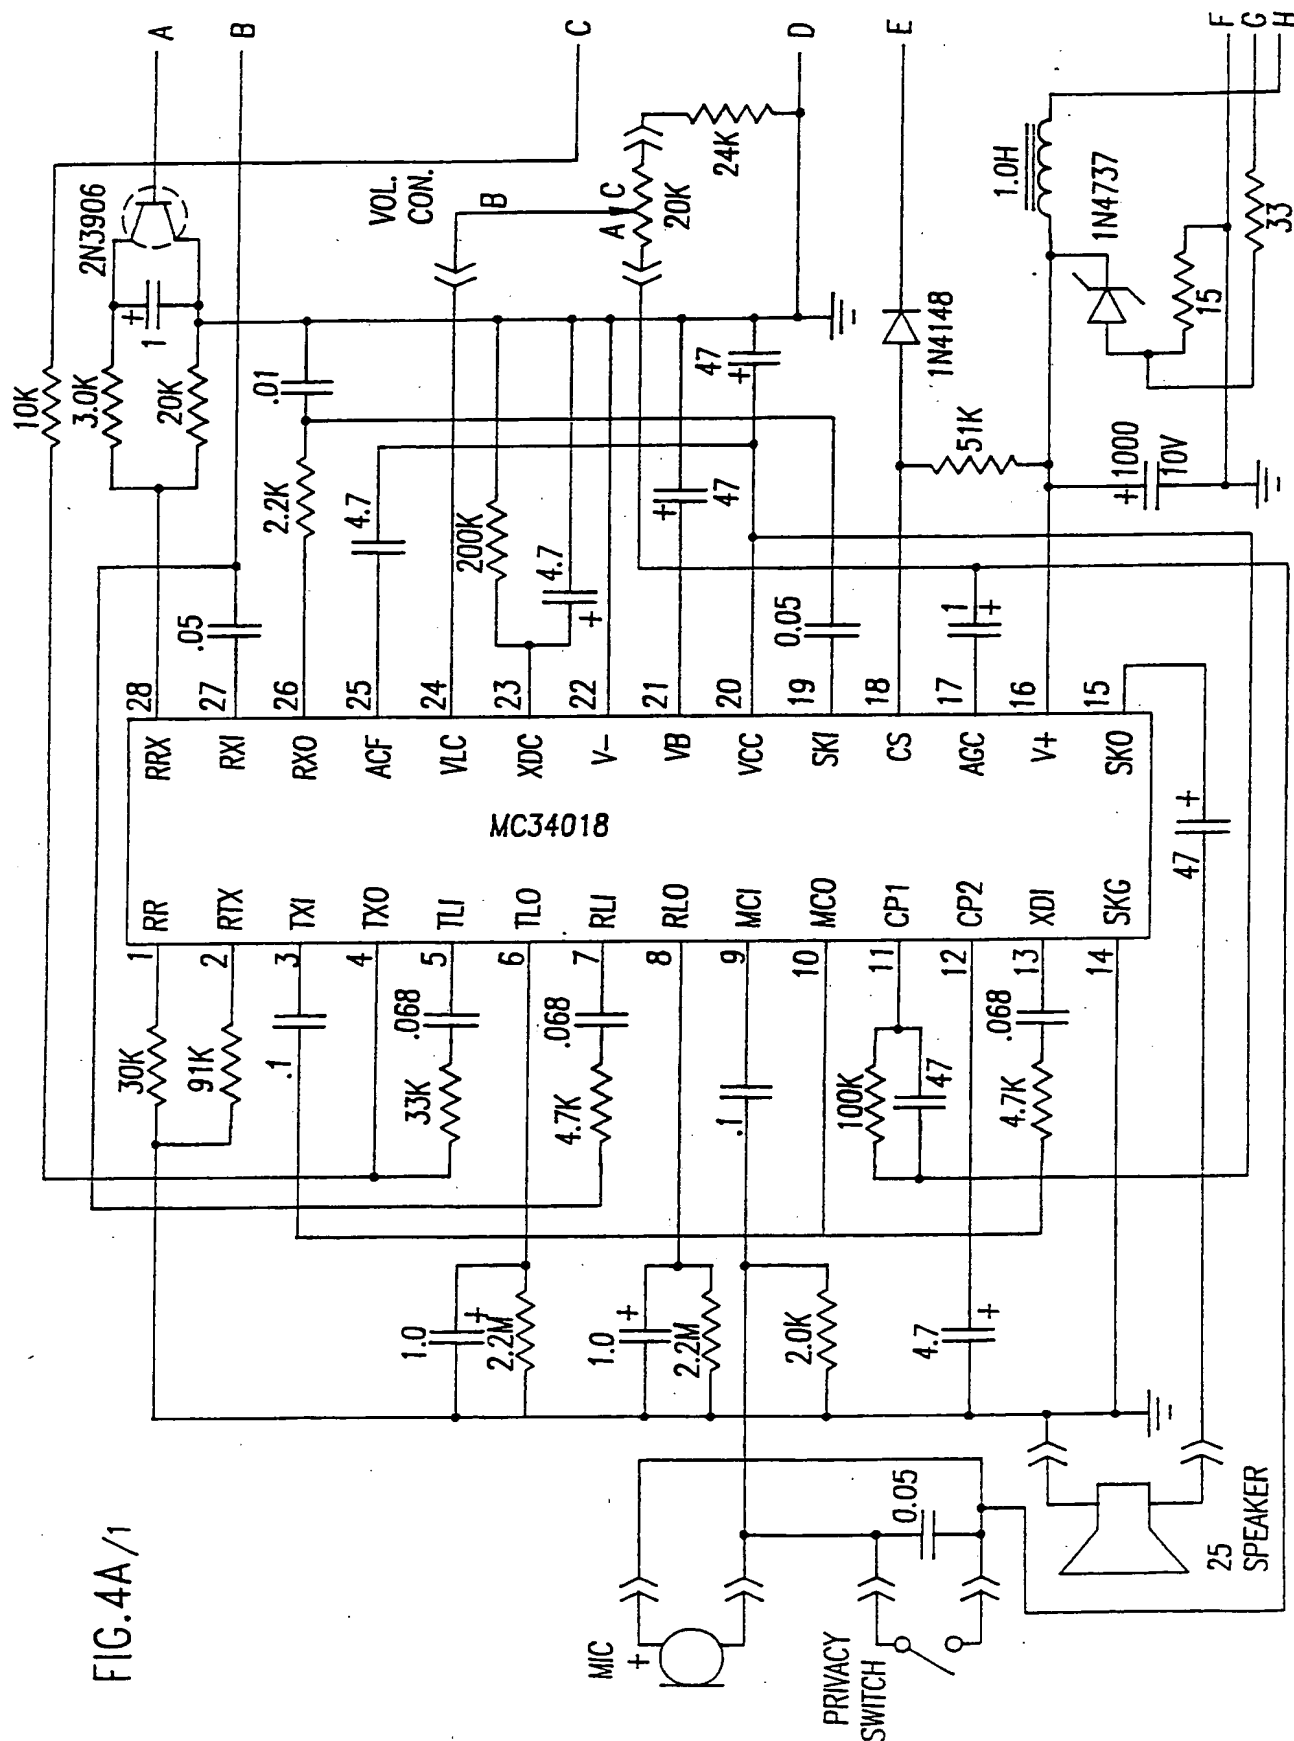 FIG.4A/1
A
B
C
D
E
F
G
H
2N3906
10K
3.0K
20K
1
+
.05
2.2K
.01
4.7
VOL.
CON.
B
A
C
20K
24K
200K
4.7
+
47
+
47
+
0.05
1
+
1N4148
51K
1.0H
1N4737
15
33
+
1000
10V
28
27
26
25
24
23
22
21
20
19
18
17
16
15
RRX
RXI
RXO
ACF
VLC
XDC
V-
VB
VCC
SKI
CS
AGC
V+
SKO
MC34018
RR
RTX
TXI
TXO
TLI
TLO
RLI
RLO
MCI
MCO
CP1
CP2
XDI
SKG
1
2
3
4
5
6
7
8
9
10
11
12
13
14
30K
91K
.1
.068
33K
.068
4.7K
.1
100K
47
.068
4.7K
47
+
1.0
+
2.2M
1.0
+
2.2M
2.0K
4.7
+
MIC
+
PRIVACY
SWITCH
0.05
25
SPEAKER